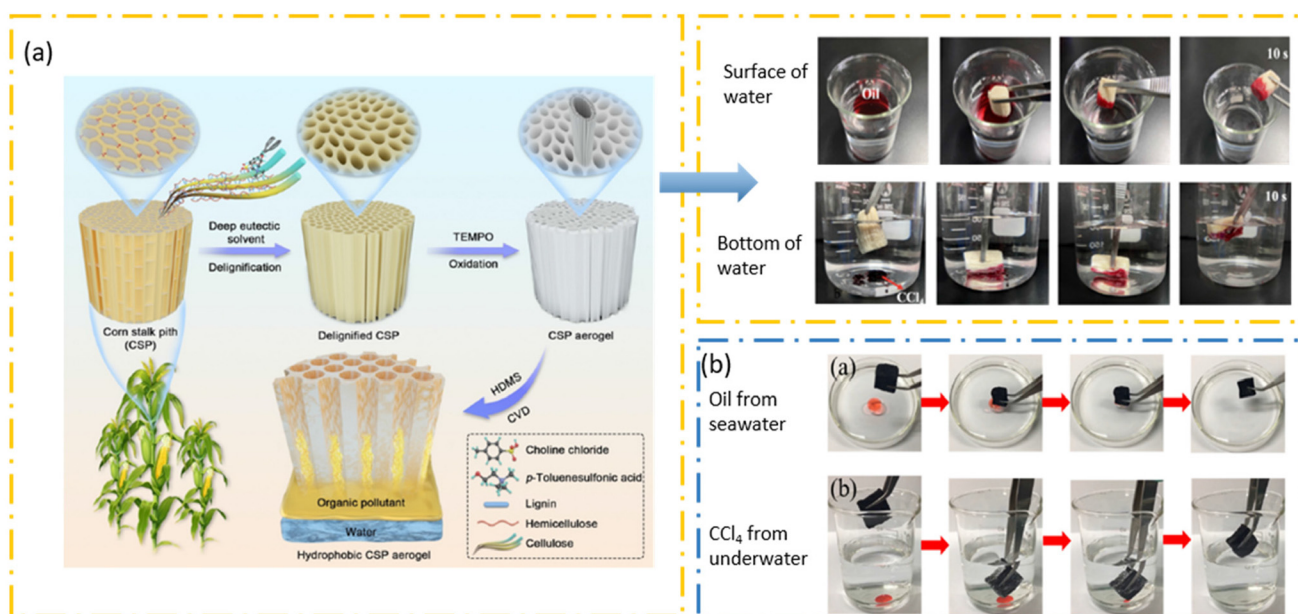 (a)
Deep eutectic
solvent
Delignification
TEMPO
Oxidation
Corn stalk pith
(CSP)
Delignified CSP
CSP aerogel
HDMS
CVD
Choline chloride
p-Toluenesulfonic acid
Lignin
Hemicellulose
Cellulose
Organic pollutant
Water
Hydrophobic CSP aerogel
Surface of
water
Oil
10 s
Bottom of
water
CCl4
10 s
(b)
Oil from
seawater
(a)
CCl₄ from
underwater
(b)